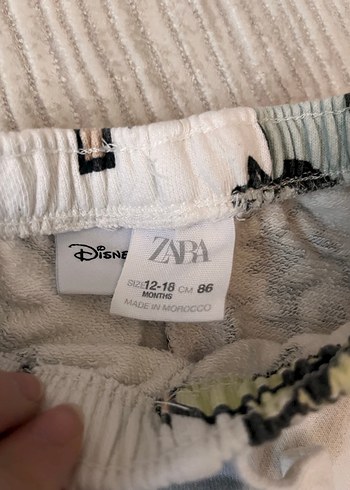 Disne
ZARA
SIZE 12-18 CM 86
MONTHS
MADE IN MOROCCO